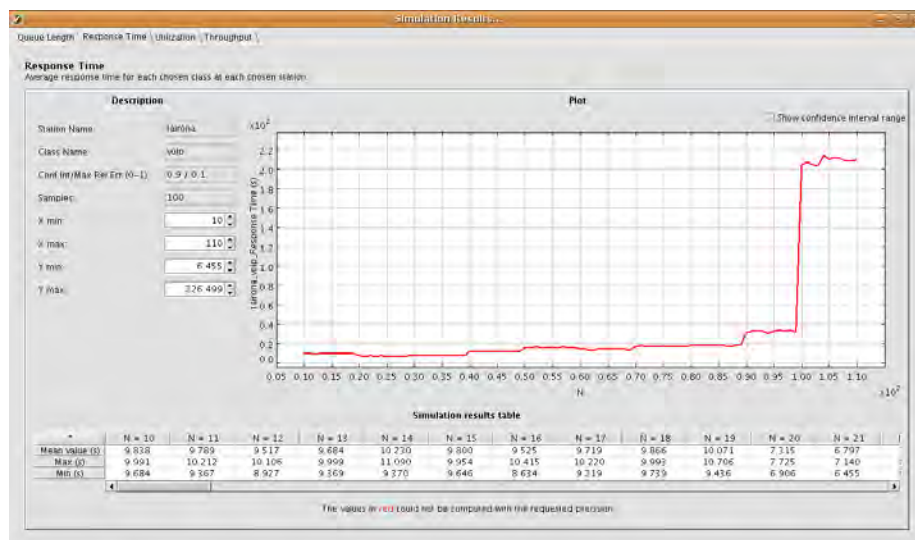 Simulation Results...
Queue Length Response Time Utilization Throughput
Response Time
Average response time for each chosen class at each chosen station
Description
Plot
Show confidence interval range
Station Name:
tairona
Class Name:
voip
Conf.Int/Max Rel.Err (0-1):
0.9 / 0.1
Samples:
100
X min:
10
X max:
110
Y min:
6.455
Y max:
226.499
x10²
2.2
2.0
1.8
1.6
1.4
1.2
1.0
0.8
0.6
0.4
0.2
0.0
tairona_voip_Response Time (s)
0.05 0.10 0.15 0.20 0.25 0.30 0.35 0.40 0.45 0.50 0.55 0.60 0.65 0.70 0.75 0.80 0.85 0.90 0.95 1.00 1.05 1.10
N
x10²
Simulation results table
* N = 10 N = 11 N = 12 N = 13 N = 14 N = 15 N = 16 N = 17 N = 18 N = 19 N = 20 N = 21
Mean value (s) 9.838 9.789 9.517 9.684 10.230 9.800 9.525 9.719 9.866 10.071 7.315 6.797
Max (s) 9.991 10.212 10.106 9.999 11.090 9.954 10.415 10.220 9.993 10.706 7.725 7.140
Min (s) 9.684 9.367 8.927 9.369 9.370 9.646 8.634 9.219 9.739 9.436 6.906 6.455
The values in red could not be computed with the requested precision